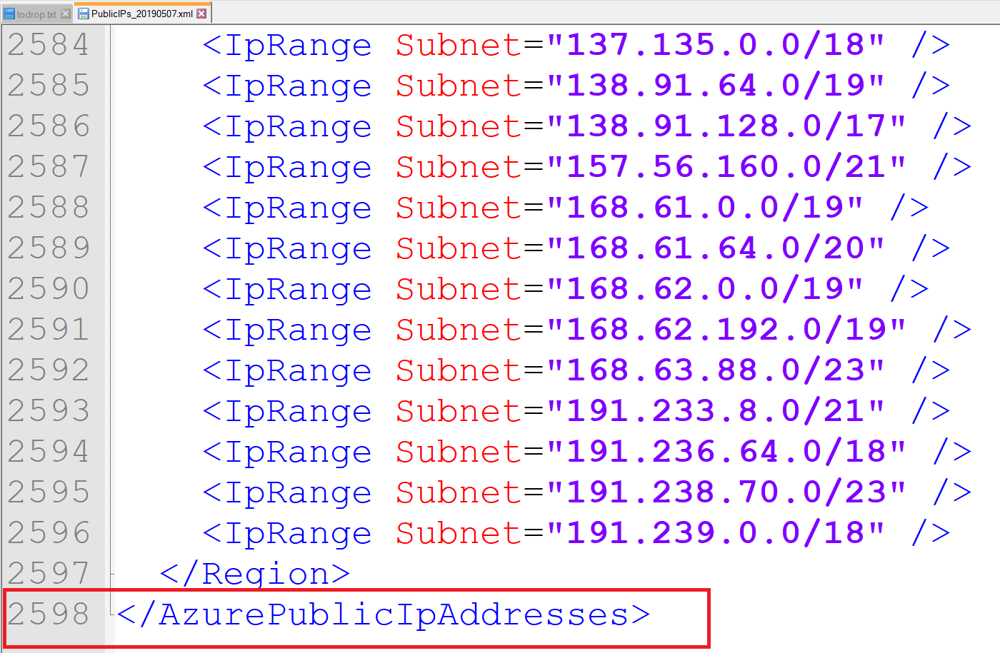 todrop.txt PublicIPs_20190507.xml
2584 <IpRange Subnet="137.135.0.0/18" />
2585 <IpRange Subnet="138.91.64.0/19" />
2586 <IpRange Subnet="138.91.128.0/17" />
2587 <IpRange Subnet="157.56.160.0/21" />
2588 <IpRange Subnet="168.61.0.0/19" />
2589 <IpRange Subnet="168.61.64.0/20" />
2590 <IpRange Subnet="168.62.0.0/19" />
2591 <IpRange Subnet="168.62.192.0/19" />
2592 <IpRange Subnet="168.63.88.0/23" />
2593 <IpRange Subnet="191.233.8.0/21" />
2594 <IpRange Subnet="191.236.64.0/18" />
2595 <IpRange Subnet="191.238.70.0/23" />
2596 <IpRange Subnet="191.239.0.0/18" />
2597 </Region>
2598 </AzurePublicIpAddresses>